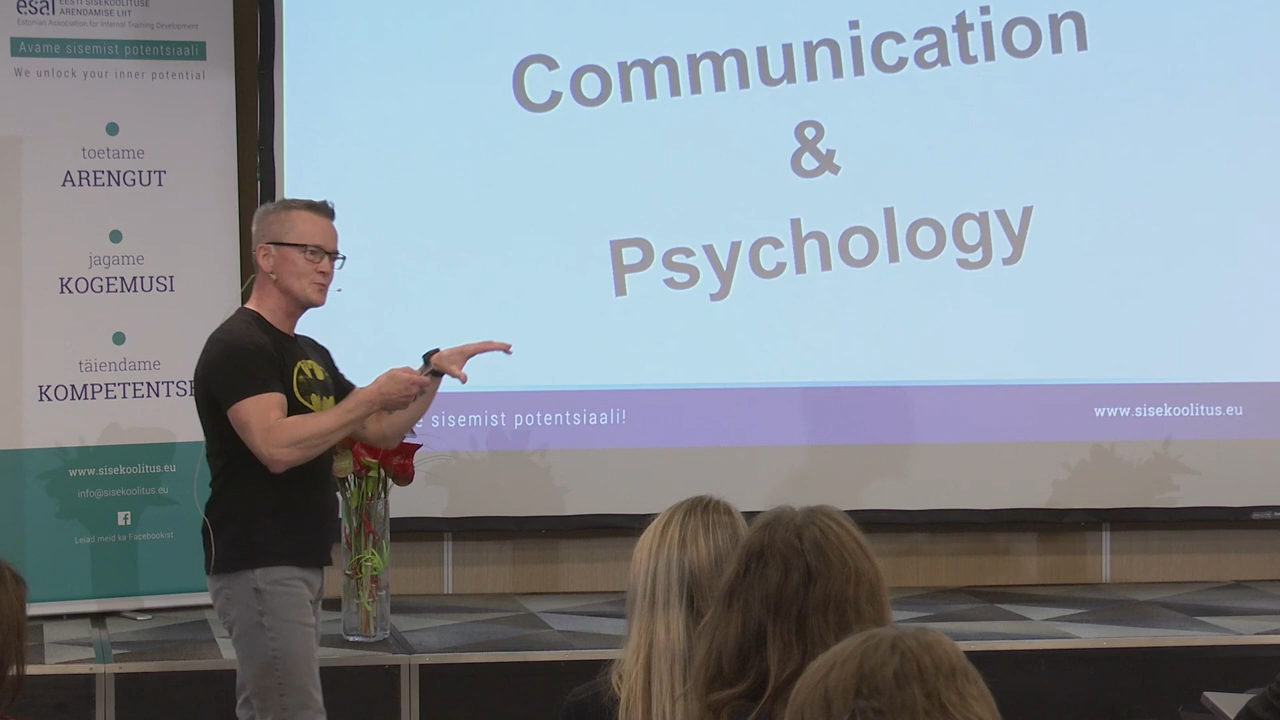 esal EESTI SISEKOOLITUSE
ARENDAMISE LIIT
Estonian Association for Internal Training Development
Avame sisemist potentsiaali
We unlock your inner potential
toetame
ARENGUT
jagame
KOGEMUSI
täiendame
KOMPETENTSE
www.sisekoolitus.eu
info@sisekoolitus.eu
Leiad meid ka Facebookist
Communication
&
Psychology
sisemist potentsiaali!
www.sisekoolitus.eu